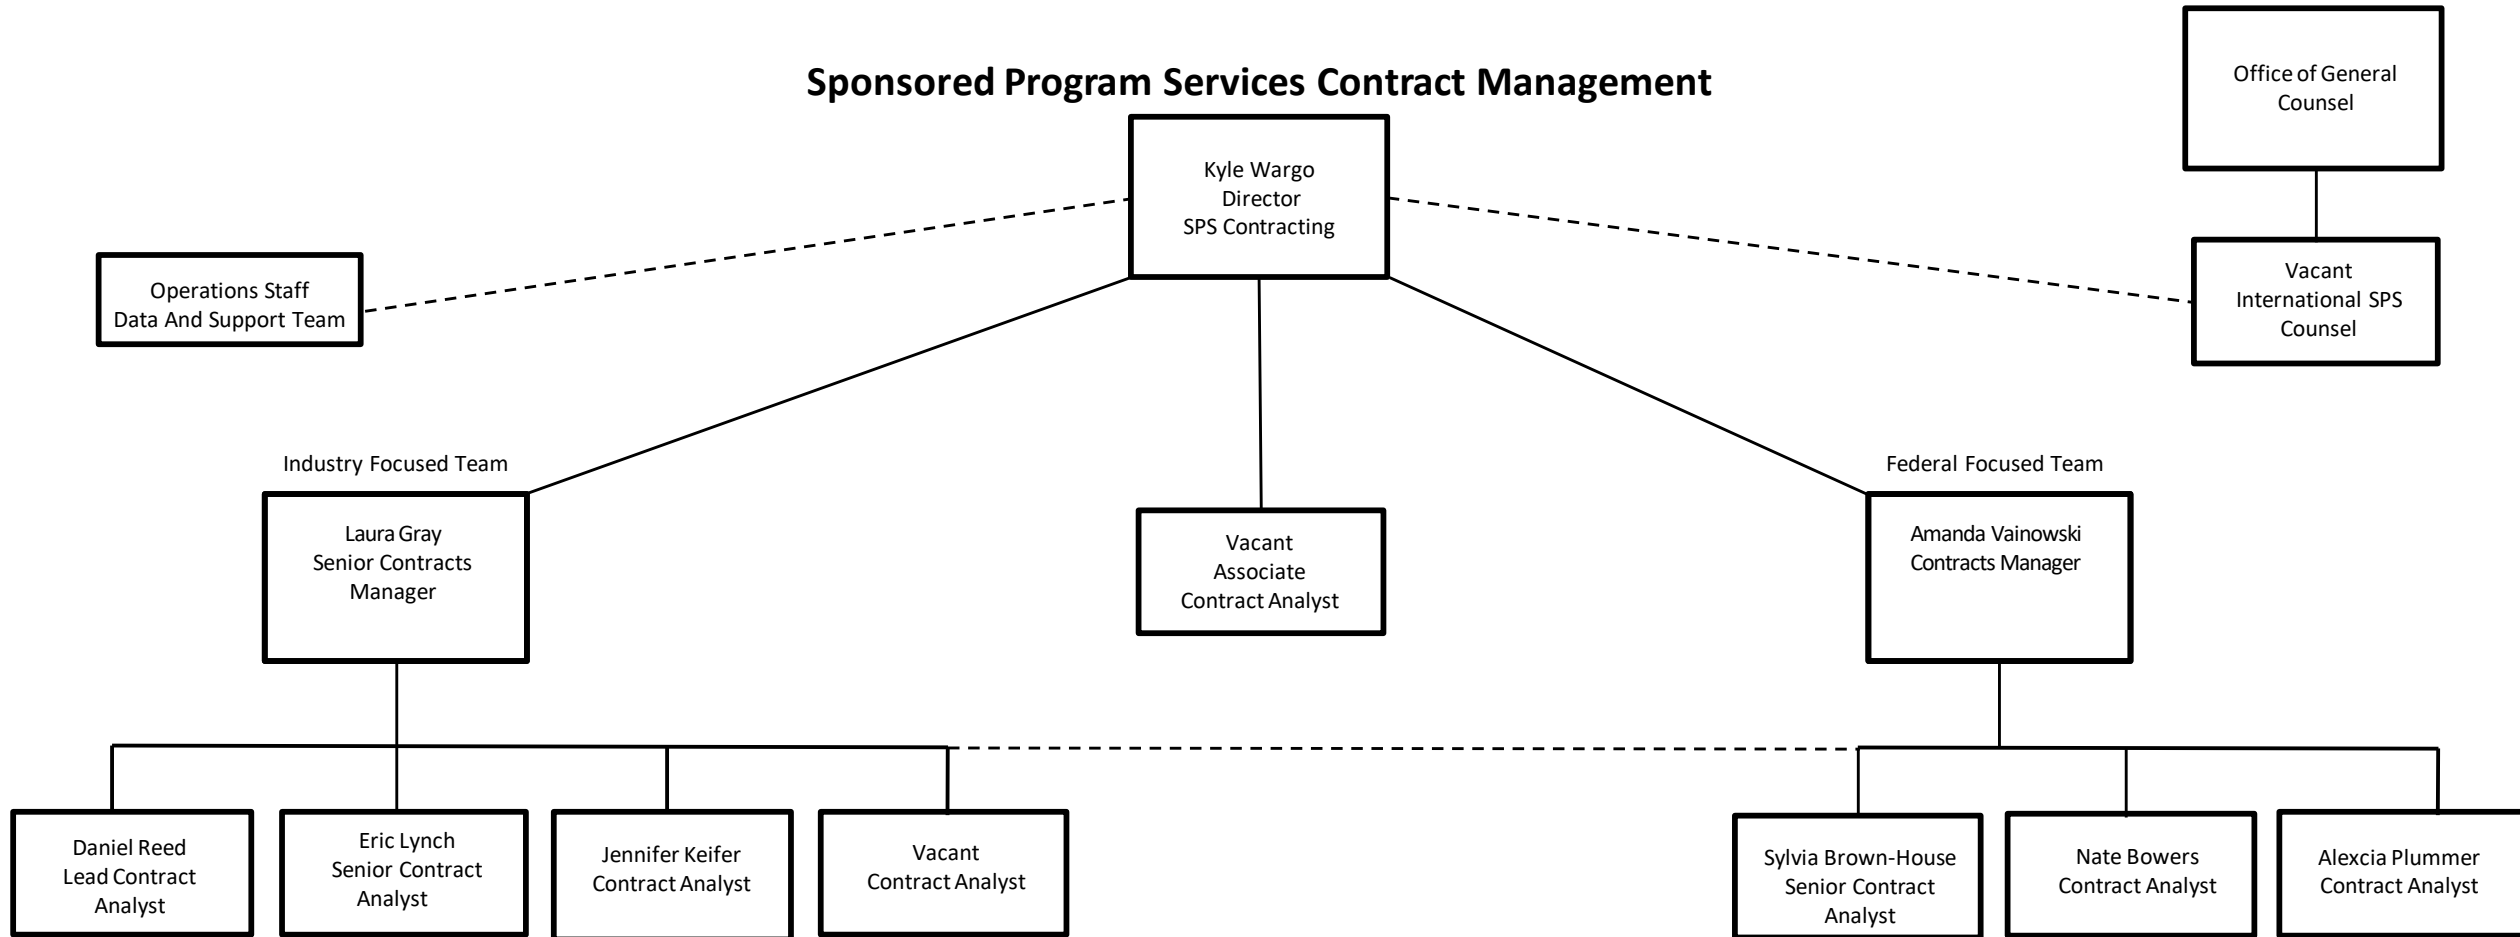 Sponsored Program Services Contract Management
Office of General
Counsel
Kyle Wargo
Director
SPS Contracting
Operations Staff
Data And Support Team
Vacant
International SPS
Counsel
Industry Focused Team
Laura Gray
Senior Contracts
Manager
Vacant
Associate
Contract Analyst
Federal Focused Team
Amanda Vainowski
Contracts Manager
Daniel Reed
Lead Contract
Analyst
Eric Lynch
Senior Contract
Analyst
Jennifer Keifer
Contract Analyst
Vacant
Contract Analyst
Sylvia Brown-House
Senior Contract
Analyst
Nate Bowers
Contract Analyst
Alexcia Plummer
Contract Analyst